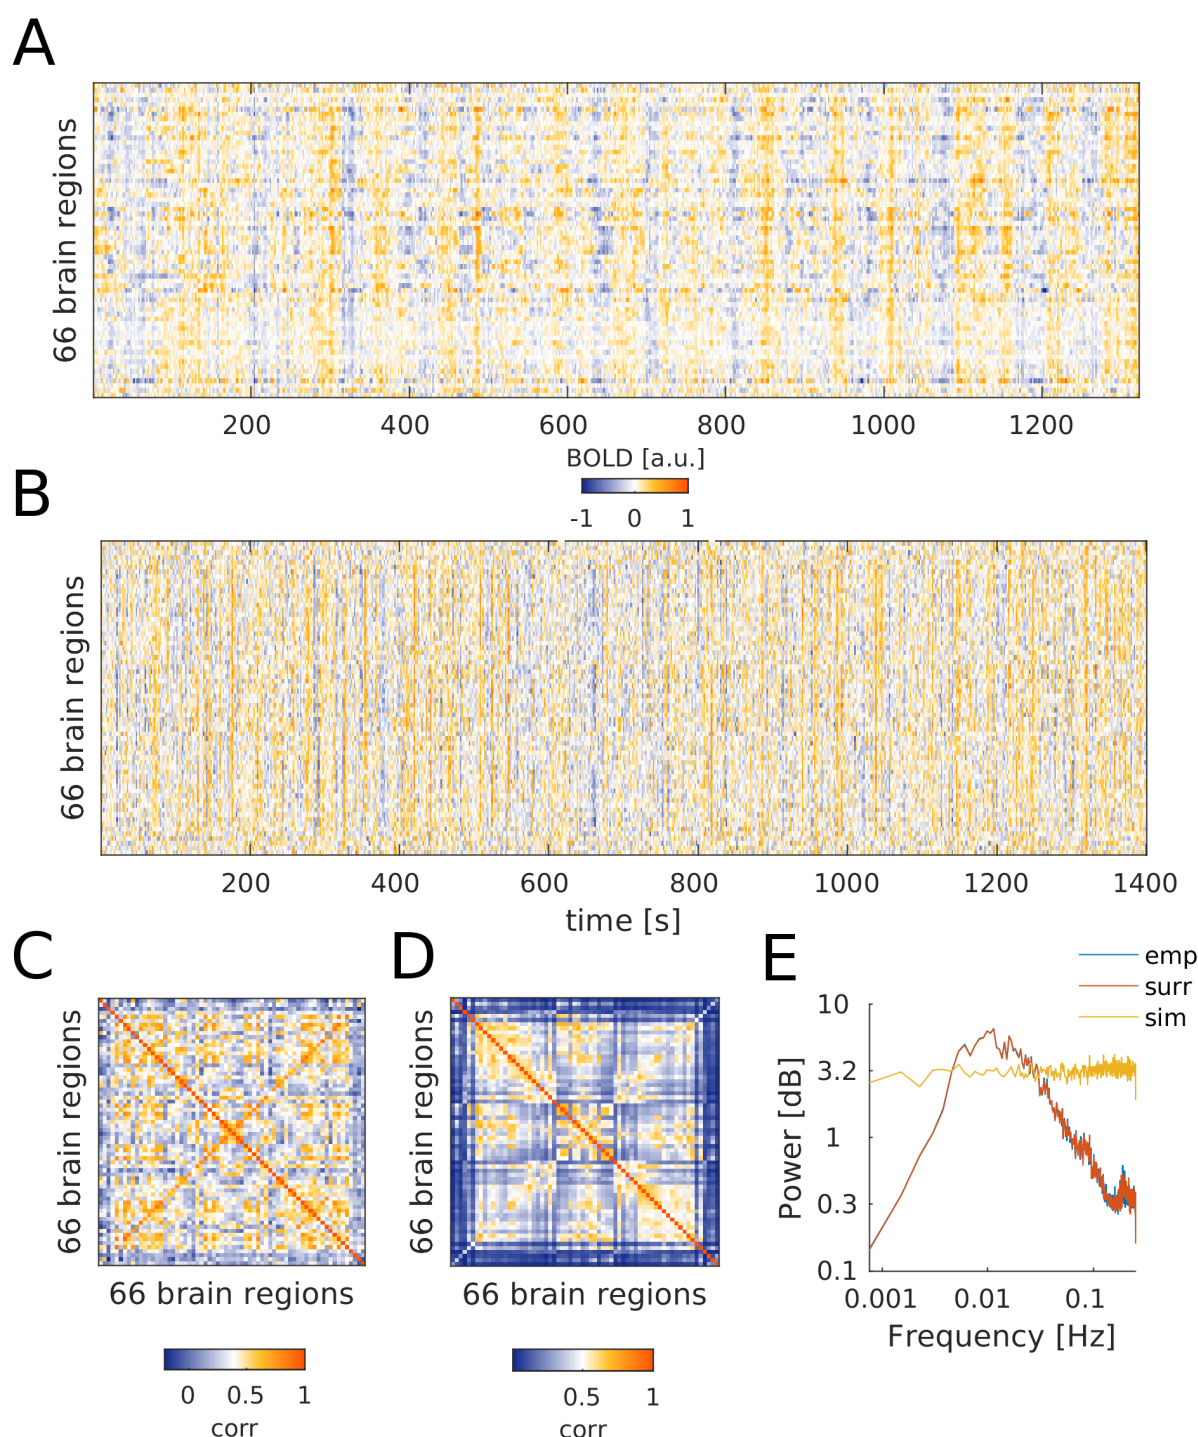 A
66 brain regions
200 400 600 800 1000 1200
BOLD [a.u.]
-1 0 1
B
66 brain regions
200 400 600 800 1000 1200 1400
time [s]
C
66 brain regions
66 brain regions
0 0.5 1
corr
D
66 brain regions
66 brain regions
0.5 1
corr
E
emp
surr
sim
Power [dB]
10
3.2
1
0.3
0.1
0.001 0.01 0.1
Frequency [Hz]